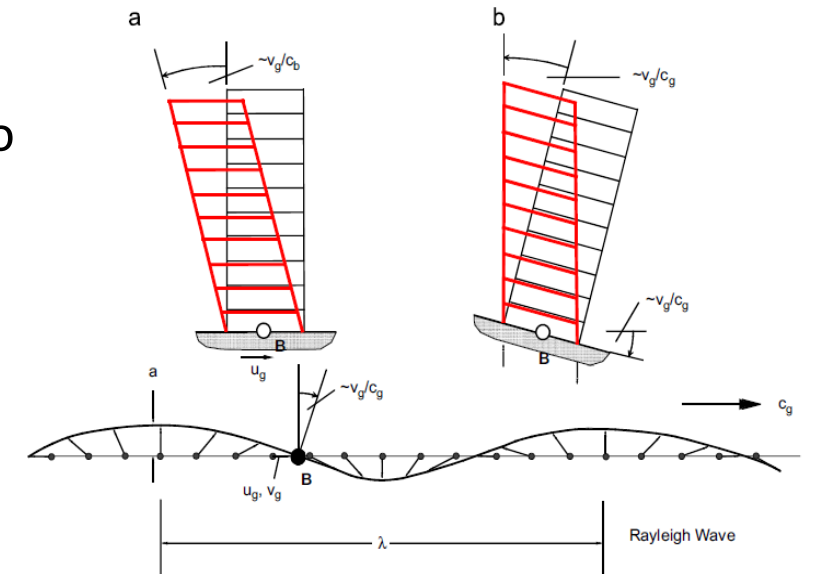 a
b
~vg/cb
~vg/cg
~vg/cg
B
ug
B
a
~vg/cg
cg
ug, vg
B
λ
Rayleigh Wave